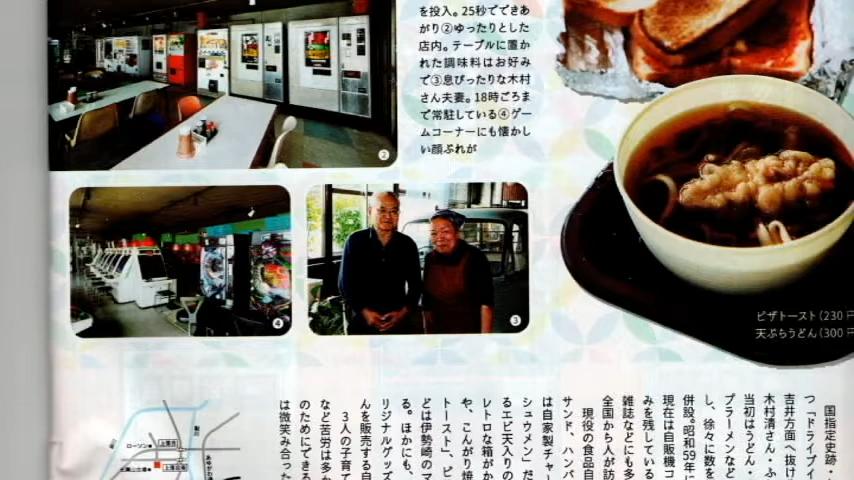 を投入。25秒でできあ
がり②ゆったりとした
店内。テーブルに置か
れた調味料はお好み
で③息ぴったりな木村
さん夫妻。18時ごろま
で常駐している④ゲー
ムコーナーにも懐かし
い顔ぶれが
②
④
③
ピザトースト(230円
天ぷらうどん(300円
国指定史跡・
つ「ドライブイ
吉井方面へ抜け
木村清さん・ふ
当初はうどん・
プラーメンなど
し、徐々に数を
併設。昭和59年に
現在は自販機コ
みを残している
雑誌などにも多
全国から人が訪
現役の食品自
サンド、ハンバ
は自家製チャー
シュウメン」だ
るエビ天入りの
レトロな箱がか
や、こんがり焼
トースト」、ピ
どは伊勢崎のマ
る。ほかにも、
リジナルグッズ
んを販売する自
3人の子育て
など苦労は多か
のためにできる
は微笑み合った
ローソン